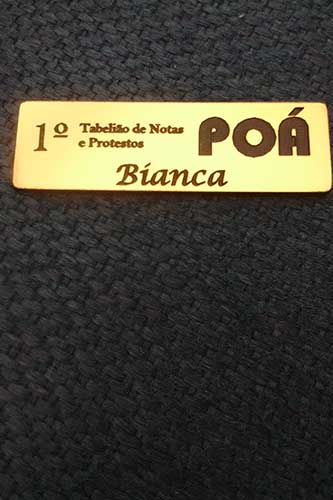 1º Tabelião de Notas
e Protestos
POÁ
Bianca